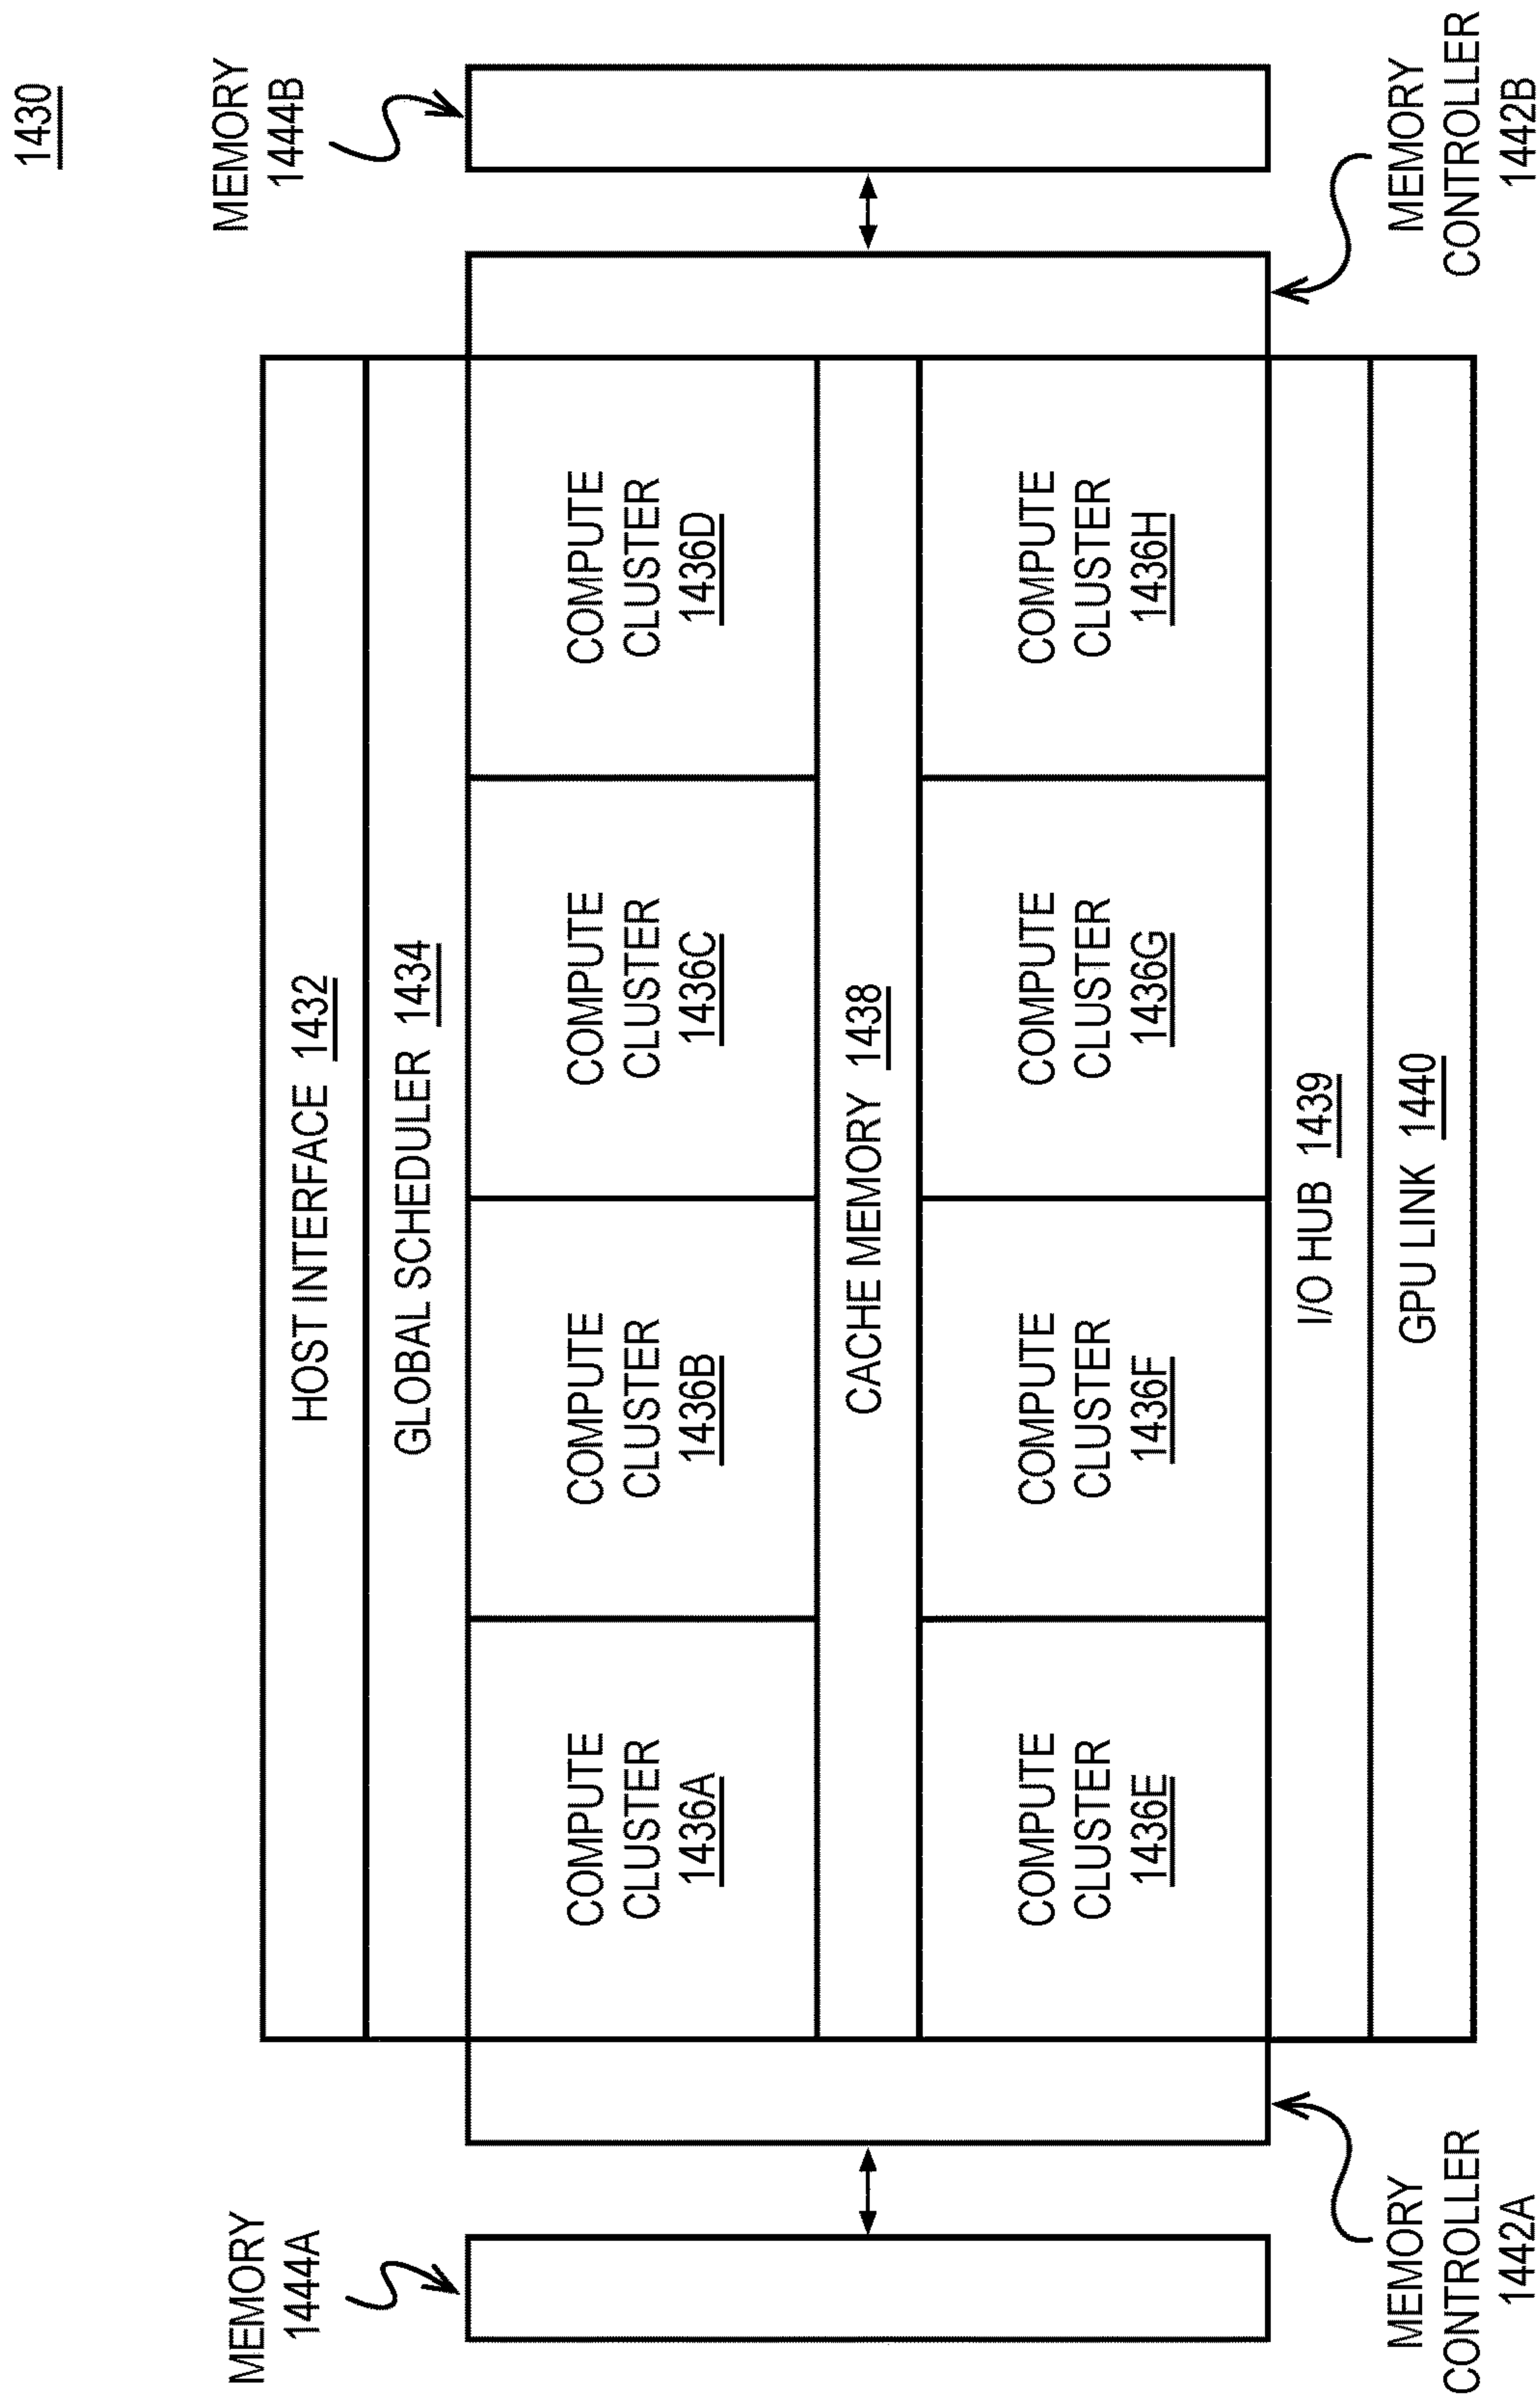 1430
MEMORY
1444A
MEMORY
1444B
HOST INTERFACE 1432
GLOBAL SCHEDULER 1434
COMPUTE
CLUSTER
1436A
COMPUTE
CLUSTER
1436B
COMPUTE
CLUSTER
1436C
COMPUTE
CLUSTER
1436D
CACHE MEMORY 1438
COMPUTE
CLUSTER
1436E
COMPUTE
CLUSTER
1436F
COMPUTE
CLUSTER
1436G
COMPUTE
CLUSTER
1436H
I/O HUB 1439
GPU LINK 1440
MEMORY
CONTROLLER
1442A
MEMORY
CONTROLLER
1442B